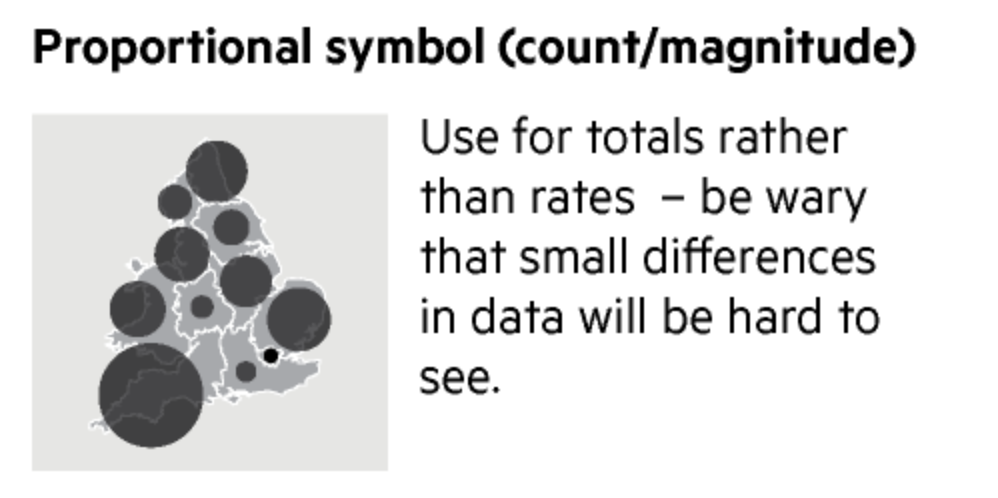 Proportional symbol (count/magnitude)
Use for totals rather
than rates – be wary
that small differences
in data will be hard to
see.